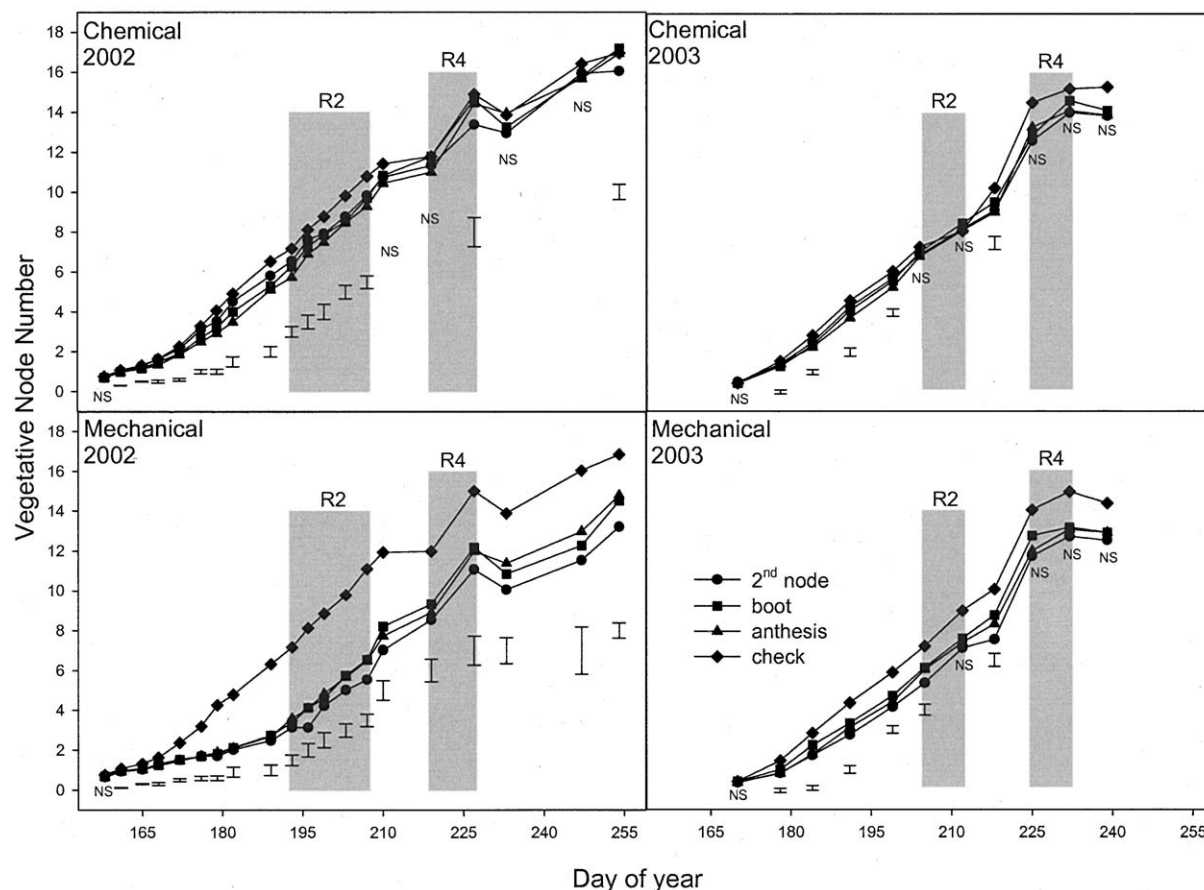 Chemical
2002
R2
R4
NS
NS
NS
NS
NS
18
16
14
12
10
8
6
4
2
0
Chemical
2003
R2
R4
NS
NS
NS
NS
NS
NS
Vegetative Node Number
Mechanical
2002
R2
R4
NS
18
16
14
12
10
8
6
4
2
0
165
180
195
210
225
240
255
Mechanical
2003
R2
R4
NS
NS
NS
NS
NS
2nd node
boot
anthesis
check
165
180
195
210
225
240
255
Day of year